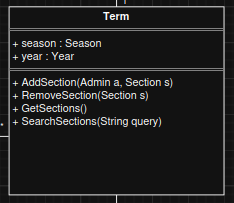 Term
+ season : Season
+ year : Year
+ AddSection(Admin a, Section s)
+ RemoveSection(Section s)
+ GetSections()
+ SearchSections(String query)